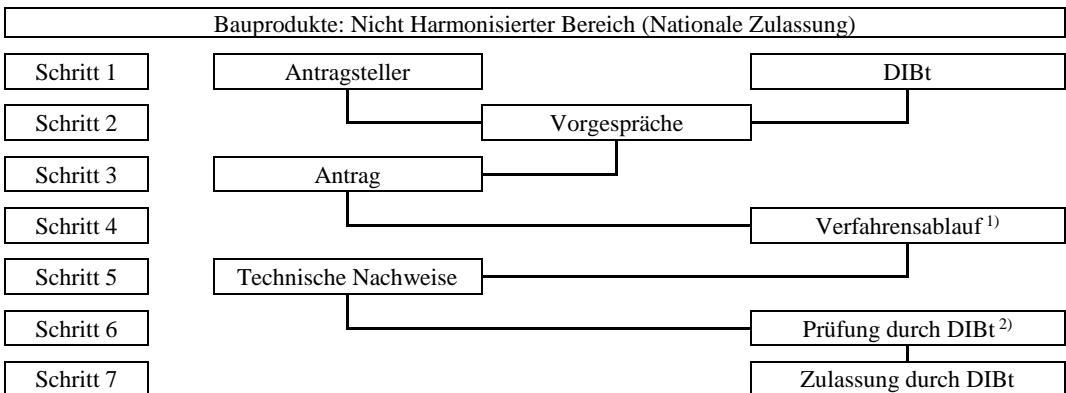 Bauprodukte: Nicht Harmonisierter Bereich (Nationale Zulassung)
Schritt 1 Antragsteller DIBt
Schritt 2 Vorgespräche
Schritt 3 Antrag
Schritt 4 Verfahrensablauf 1)
Schritt 5 Technische Nachweise
Schritt 6 Prüfung durch DIBt 2)
Schritt 7 Zulassung durch DIBt